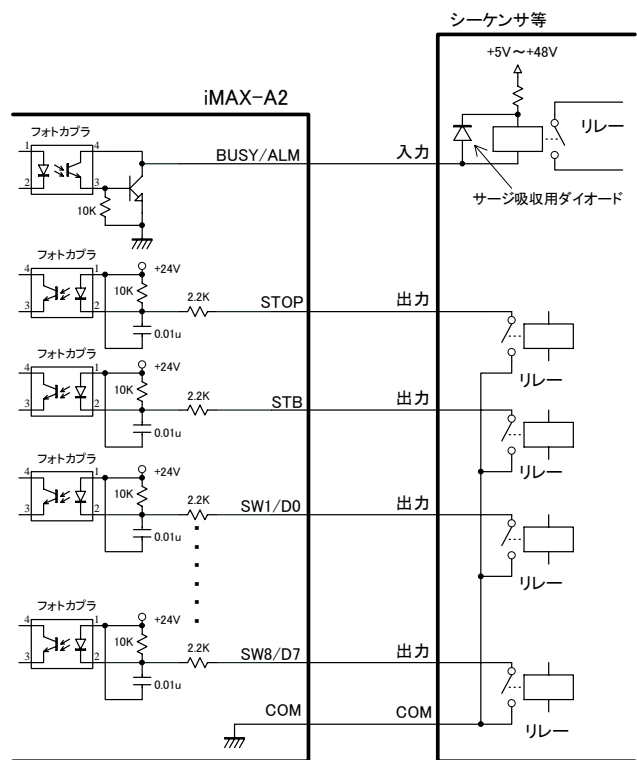 シーケンサ等
+5V～+48V
リレー
サージ吸収用ダイオード
iMAX-A2
フォトカプラ
1
4
2
3
10K
BUSY/ALM
入力
フォトカプラ
4
1
3
2
+24V
10K
2.2K
0.01u
STOP
出力
リレー
フォトカプラ
4
1
3
2
+24V
10K
2.2K
0.01u
STB
出力
リレー
フォトカプラ
4
1
3
2
+24V
10K
2.2K
0.01u
SW1/D0
出力
リレー
フォトカプラ
4
1
3
2
+24V
10K
2.2K
0.01u
SW8/D7
出力
リレー
COM
COM